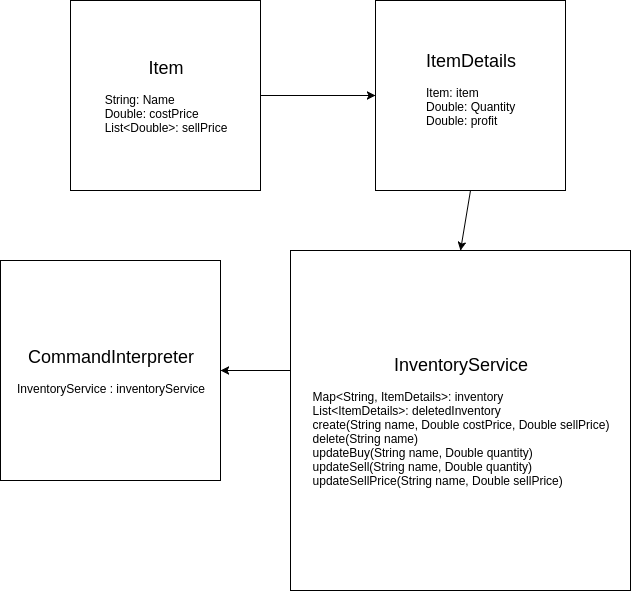 Item
String: Name
Double: costPrice
List<Double>: sellPrice
ItemDetails
Item: item
Double: Quantity
Double: profit
CommandInterpreter
InventoryService : inventoryService
InventoryService
Map<String, ItemDetails>: inventory
List<ItemDetails>: deletedInventory
create(String name, Double costPrice, Double sellPrice)
delete(String name)
updateBuy(String name, Double quantity)
updateSell(String name, Double quantity)
updateSellPrice(String name, Double sellPrice)